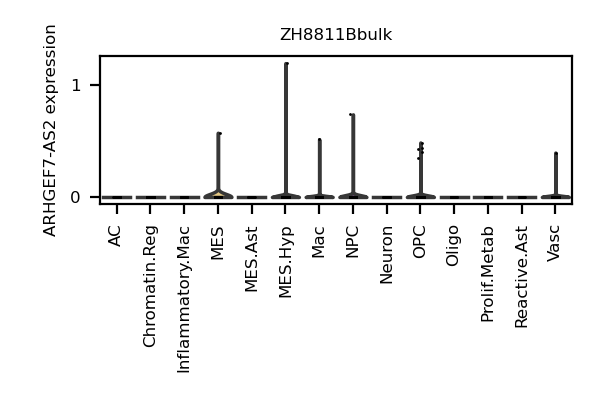 ZH8811Bbulk
ARHGEF7-AS2 expression
1
0
AC
Chromatin.Reg
Inflammatory.Mac
MES
MES.Ast
MES.Hyp
Mac
NPC
Neuron
OPC
Oligo
Prolif.Metab
Reactive.Ast
Vasc